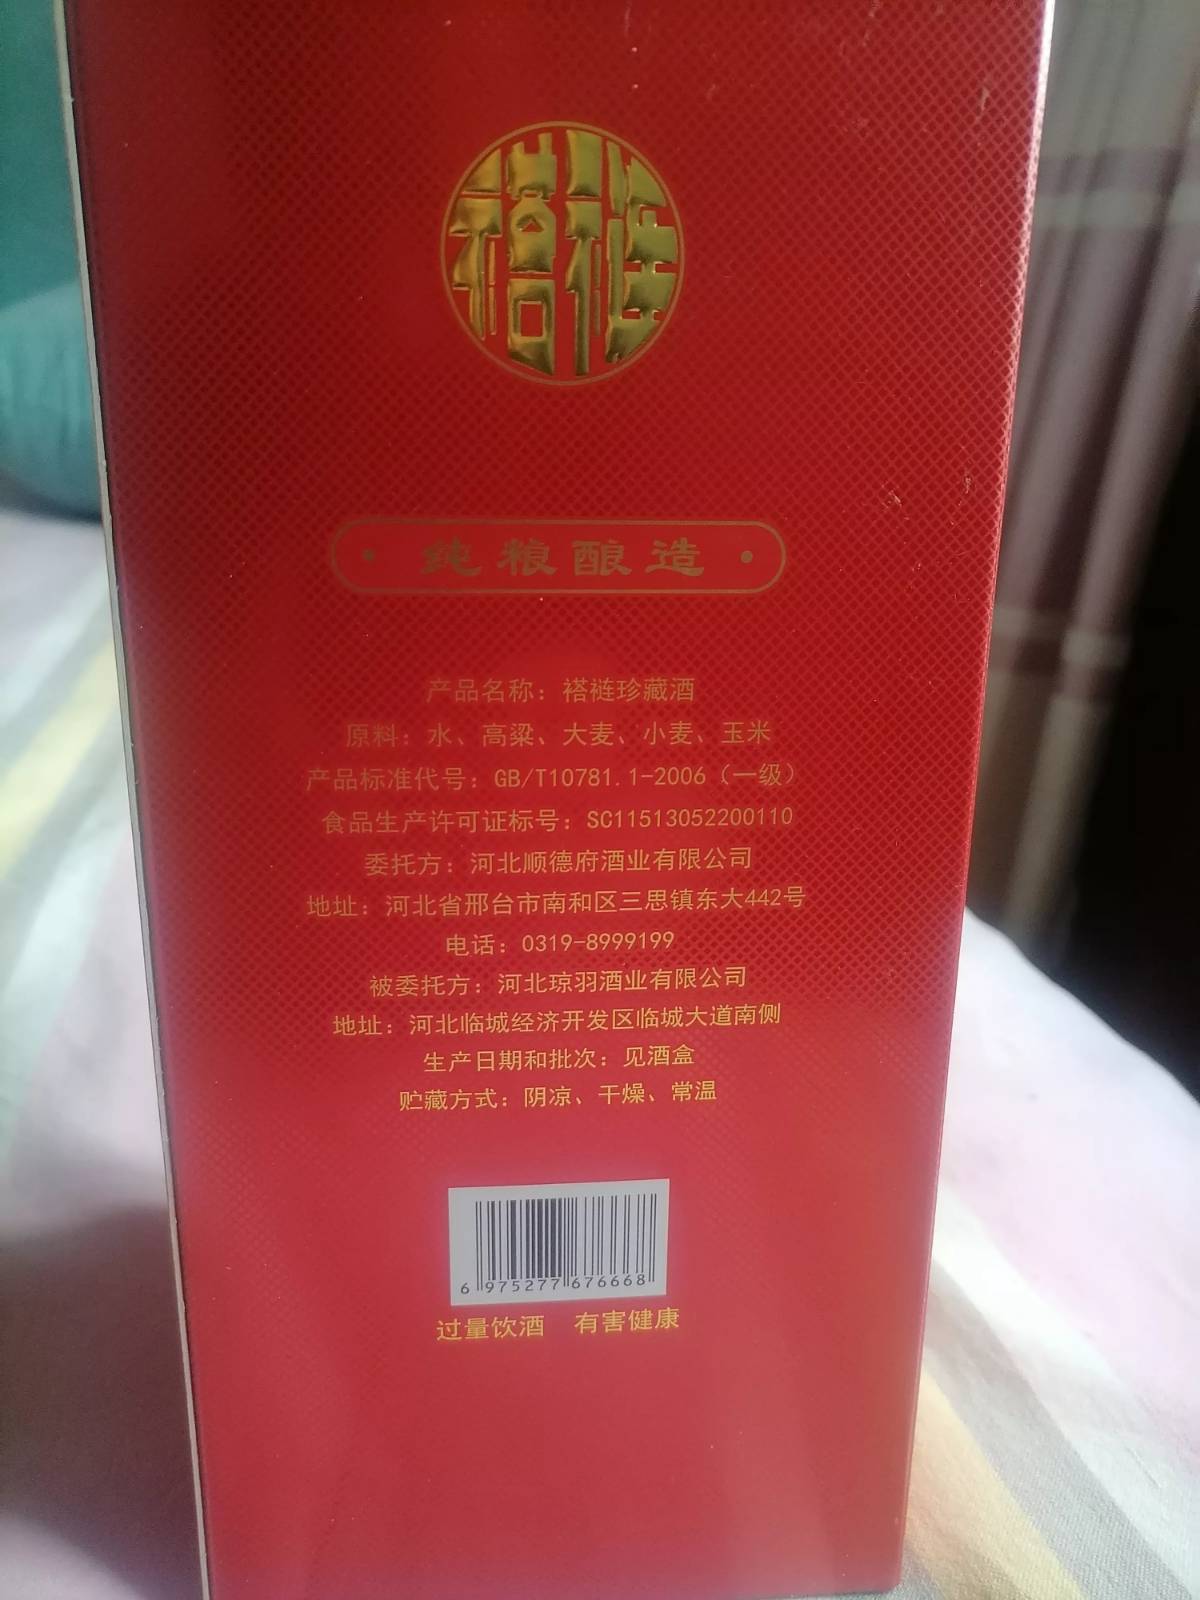 褡裢
·纯粮酿造·
产品名称：褡裢珍藏酒
原料：水、高粱、大麦、小麦、玉米
产品标准代号：GB/T10781.1-2006（一级）
食品生产许可证标号：SC11513052200110
委托方：河北顺德府酒业有限公司
地址：河北省邢台市南和区三思镇东大442号
电话：0319-8999199
被委托方：河北琼羽酒业有限公司
地址：河北临城经济开发区临城大道南侧
生产日期和批次：见酒盒
贮藏方式：阴凉、干燥、常温
6 975277 676668
过量饮酒 有害健康